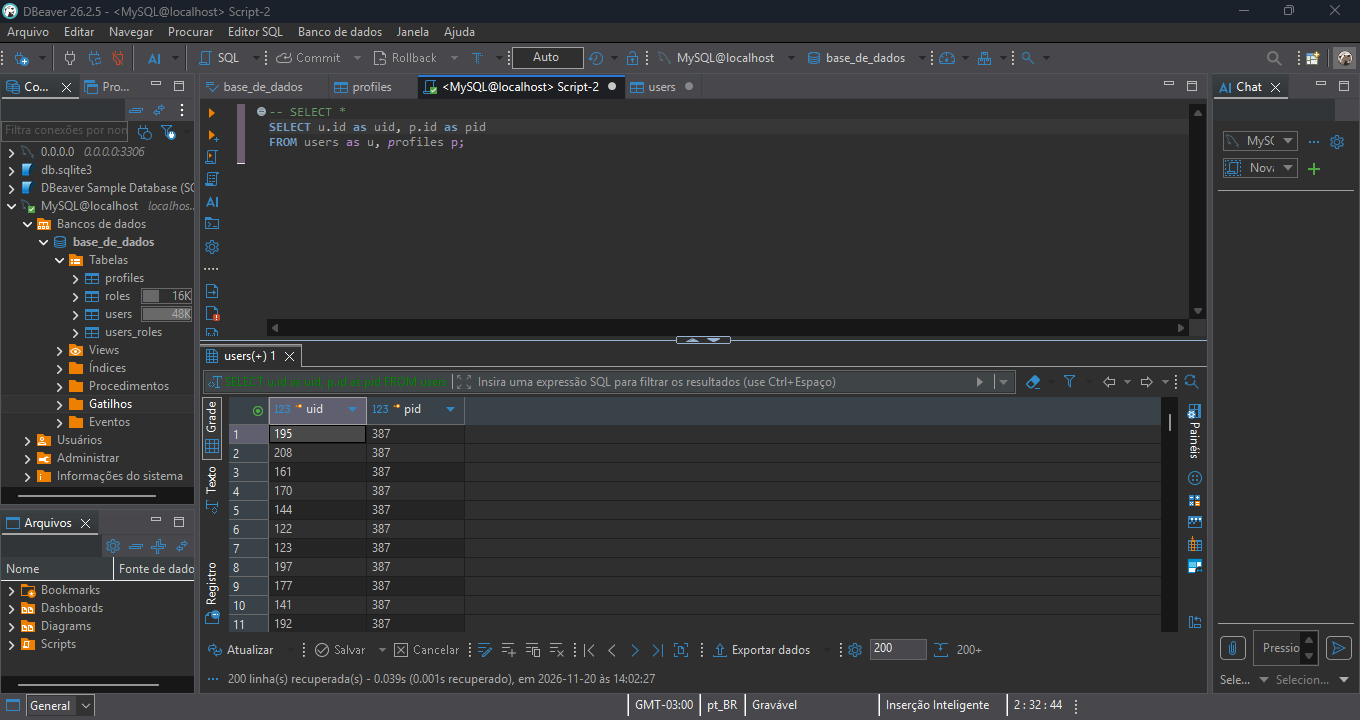 DBeaver 26.2.5 - <MySQL@localhost> Script-2
Arquivo Editar Navegar Procurar Editor SQL Banco de dados Janela Ajuda
AI SQL Commit Rollback T Auto MySQL@localhost base_de_dados
Co... Pro...
Filtra conexões por nom
0.0.0.0 0.0.0.0:3306
db.sqlite3
DBeaver Sample Database (SQ
MySQL@localhost localhos...
Bancos de dados
base_de_dados
Tabelas
profiles
roles 16K
users 48K
users_roles
Views
Índices
Procedimentos
Gatilhos
Eventos
Usuários
Administrar
Informações do sistema
Arquivos
Nome Fonte de dado
Bookmarks
Dashboards
Diagrams
Scripts
base_de_dados profiles <MySQL@localhost> Script-2 users
-- SELECT *
SELECT u.id as uid, p.id as pid
FROM users as u, profiles p;
AI
users(+) 1
SELECT u.id as uid, p.id as pid FROM users Insira uma expressão SQL para filtrar os resultados (use Ctrl+Espaço)
Grade
Texto
Registro
123 uid 123 pid
1 195 387
2 208 387
3 161 387
4 170 387
5 144 387
6 122 387
7 123 387
8 197 387
9 177 387
10 141 387
11 192 387
Painéis
Atualizar Salvar Cancelar Exportar dados 200 200+
200 linha(s) recuperada(s) - 0.039s (0.001s recuperado), em 2026-11-20 às 14:02:27
AI Chat
MyS
Nova
Pressio
Sele... Selecion...
General GMT-03:00 pt_BR Gravável Inserção Inteligente 2 : 32 : 44